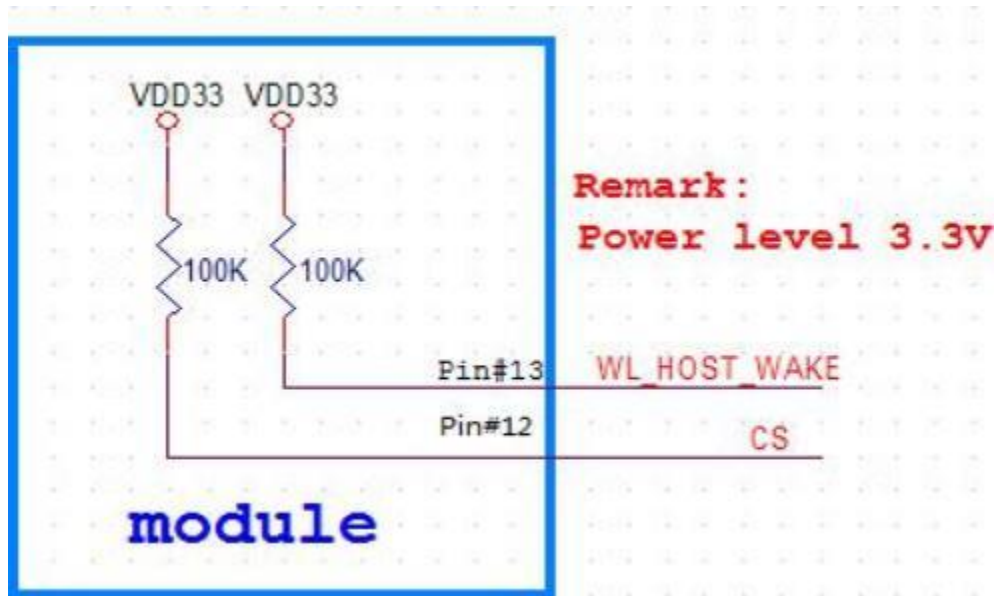 VDD33 VDD33
Remark:
Power level 3.3V
100K 100K
Pin#13 WL_HOST_WAKE
Pin#12 CS
module